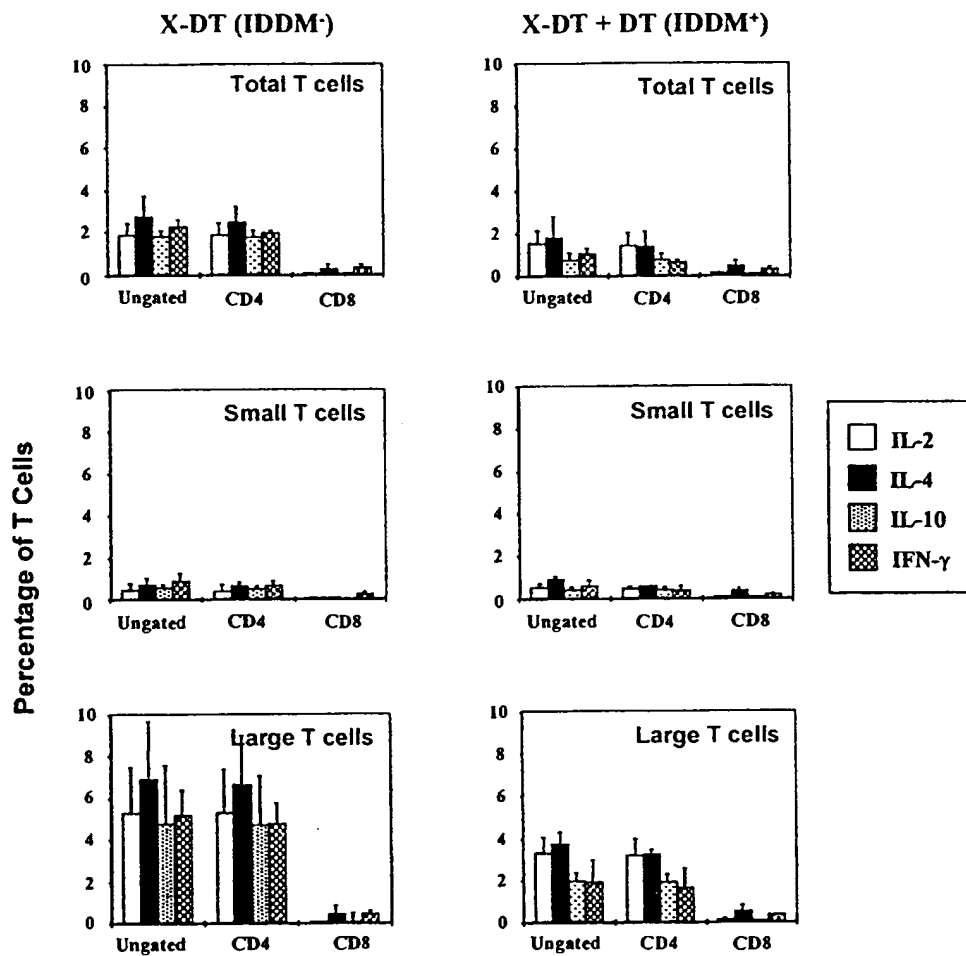 X-DT (IDDM⁻)
X-DT + DT (IDDM⁺)
Percentage of T Cells
10
8
6
4
2
0
Total T cells
Ungated CD4 CD8
10
8
6
4
2
0
Total T cells
Ungated CD4 CD8
10
8
6
4
2
0
Small T cells
Ungated CD4 CD8
10
8
6
4
2
0
Small T cells
Ungated CD4 CD8
IL-2
IL-4
IL-10
IFN-γ
10
8
6
4
2
0
Large T cells
Ungated CD4 CD8
10
8
6
4
2
0
Large T cells
Ungated CD4 CD8